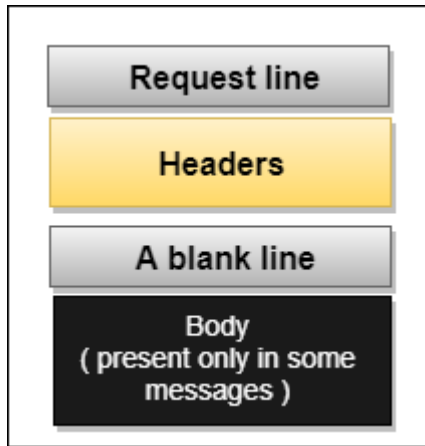 Request line
Headers
A blank line
Body
( present only in some
messages )